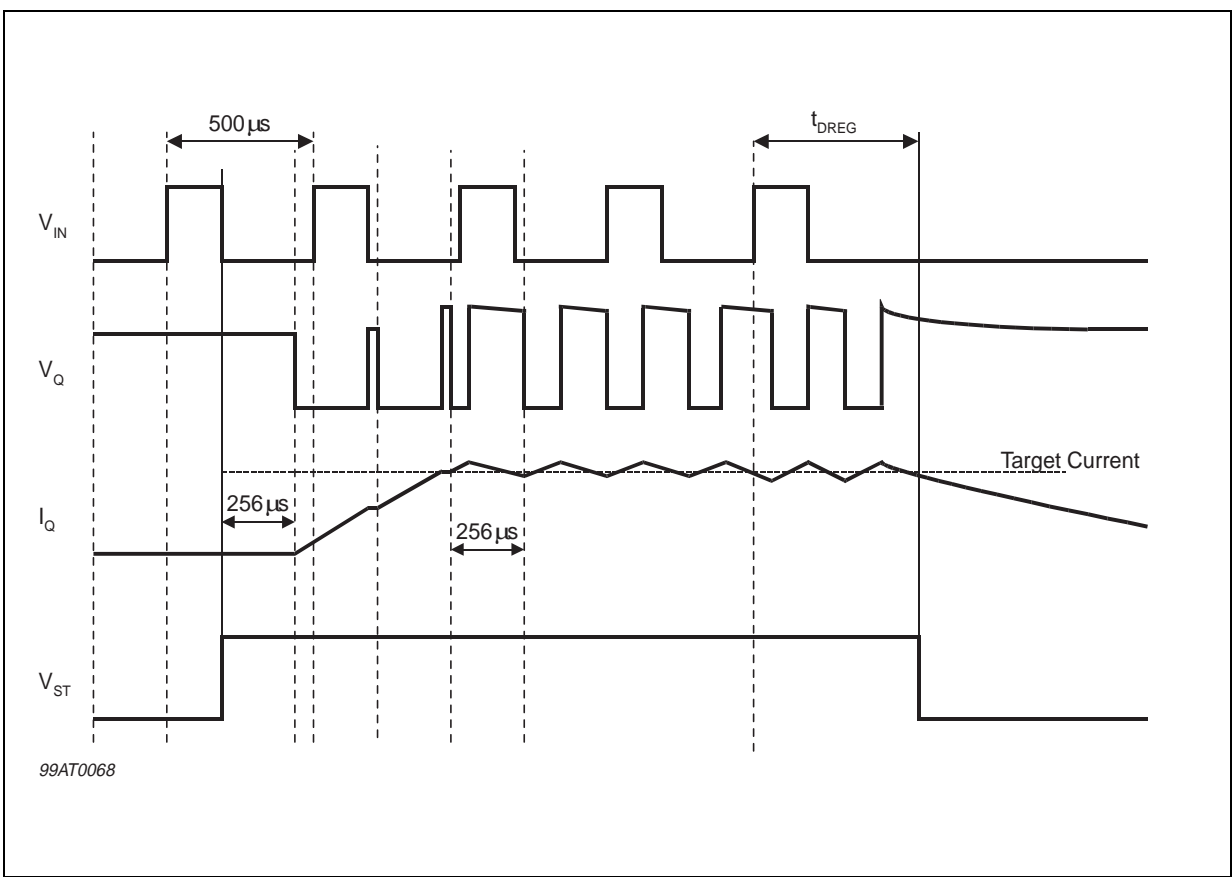 500 µs
t_DREG
V_IN
V_Q
Target Current
256 µs
I_Q
256 µs
V_ST
99AT0068